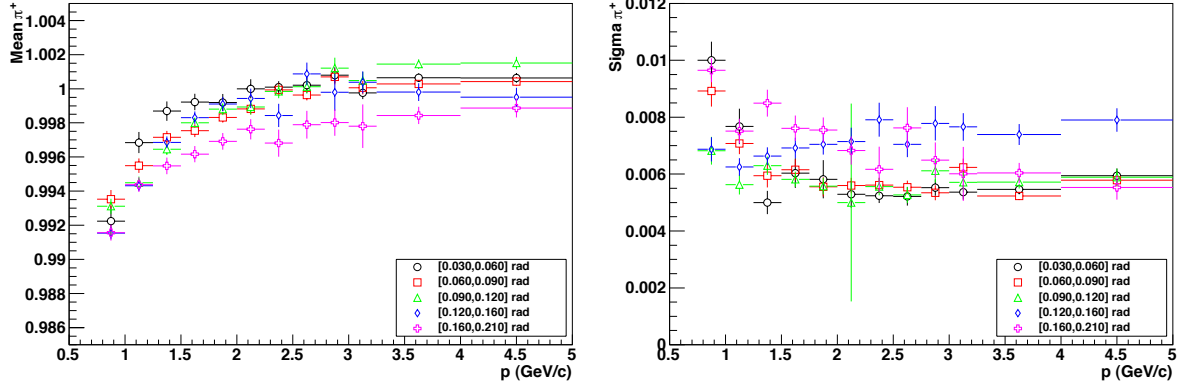 Mean π+
1.004
1.002
1
0.998
0.996
0.994
0.992
0.99
0.988
0.986
[0.030,0.060] rad
[0.060,0.090] rad
[0.090,0.120] rad
[0.120,0.160] rad
[0.160,0.210] rad
0.5 1 1.5 2 2.5 3 3.5 4 4.5 5
p (GeV/c)
Sigma π+
0.012
0.01
0.008
0.006
0.004
0.002
0
[0.030,0.060] rad
[0.060,0.090] rad
[0.090,0.120] rad
[0.120,0.160] rad
[0.160,0.210] rad
0.5 1 1.5 2 2.5 3 3.5 4 4.5 5
p (GeV/c)